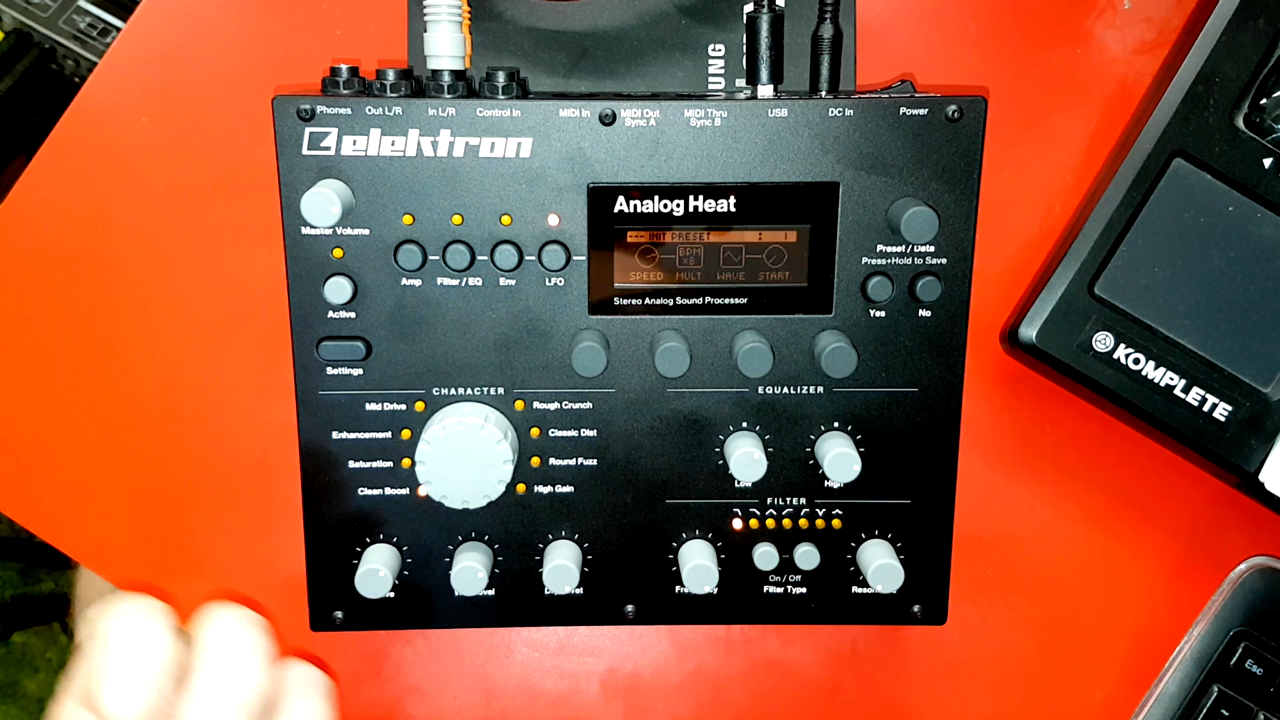 UNG
Phones Out L/R In L/R Control In MIDI In MIDI Out MIDI Thru USB DC In Power
Sync A Sync B
elektron
Master Volume
Analog Heat
--- INIT PRESET : 1
BPM
X8
SPEED MULT WAVE START
Stereo Analog Sound Processor
Preset / Data
Press+Hold to Save
Yes No
Amp Filter / EQ Env LFO
Active
Settings
CHARACTER
Mid Drive Rough Crunch
Enhancement Classic Dist
Saturation Round Fuzz
Clean Boost High Gain
EQUALIZER
Low High
FILTER
On / Off
Filter Type
KOMPLETE
Esc